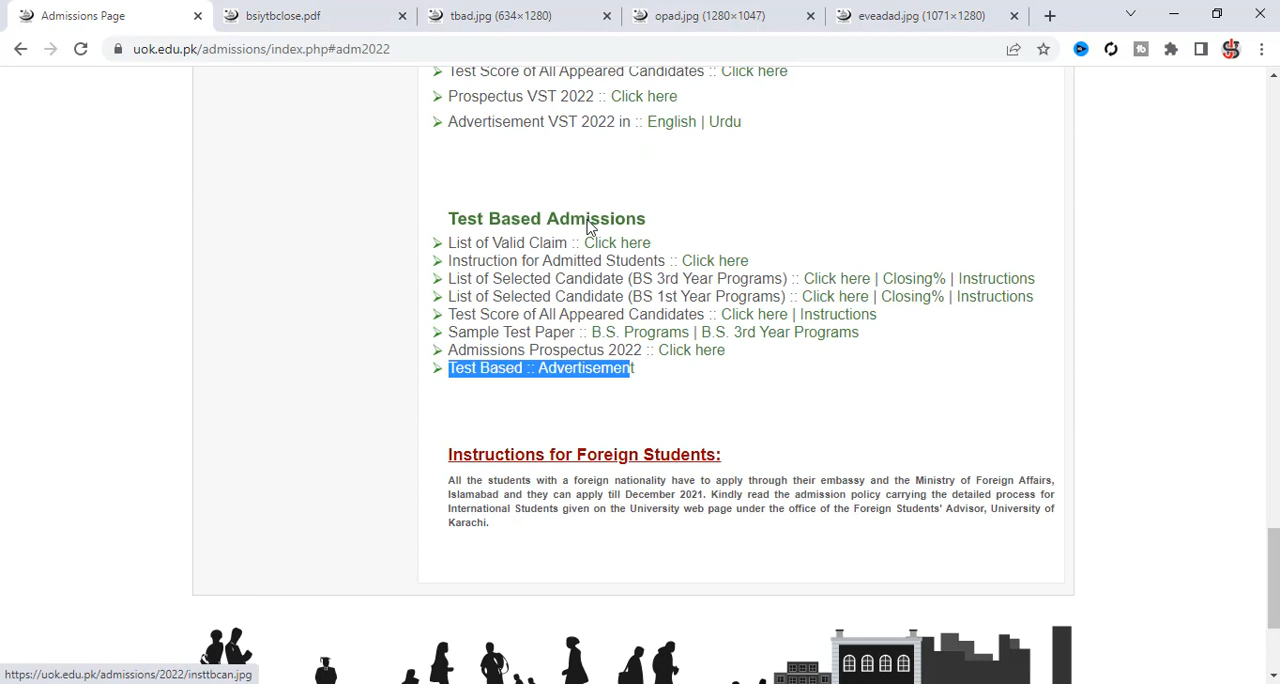 Admissions Page
bsiytbclose.pdf
tbad.jpg (634×1280)
opad.jpg (1280×1047)
eveadad.jpg (1071×1280)
uok.edu.pk/admissions/index.php#adm2022
Test Score of All Appeared Candidates :: Click here
Prospectus VST 2022 :: Click here
Advertisement VST 2022 in :: English | Urdu
Test Based Admissions
List of Valid Claim :: Click here
Instruction for Admitted Students :: Click here
List of Selected Candidate (BS 3rd Year Programs) :: Click here | Closing% | Instructions
List of Selected Candidate (BS 1st Year Programs) :: Click here | Closing% | Instructions
Test Score of All Appeared Candidates :: Click here | Instructions
Sample Test Paper :: B.S. Programs | B.S. 3rd Year Programs
Admissions Prospectus 2022 :: Click here
Test Based :: Advertisement
Instructions for Foreign Students:
All the students with a foreign nationality have to apply through their embassy and the Ministry of Foreign Affairs,
Islamabad and they can apply till December 2021. Kindly read the admission policy carrying the detailed process for
International Students given on the University web page under the office of the Foreign Students' Advisor, University of
Karachi.
https://uok.edu.pk/admissions/2022/insttbcan.jpg